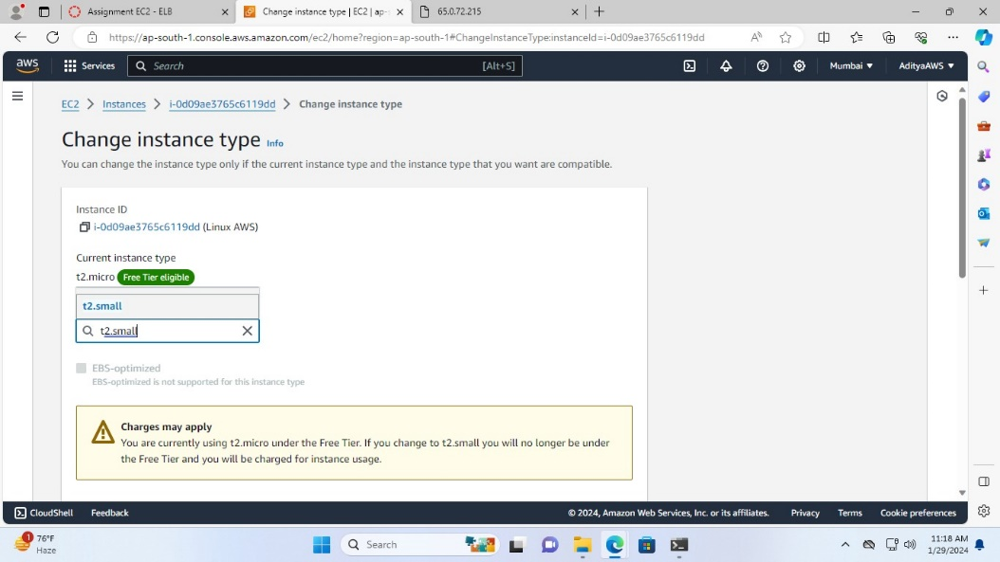 Assignment EC2 - ELB
Change instance type | EC2 | ap-
65.0.72.215
https://ap-south-1.console.aws.amazon.com/ec2/home?region=ap-south-1#ChangeInstanceType:instanceId=i-0d09ae3765c6119dd
aws
Services
Search
[Alt+S]
Mumbai
AdityaAWS
EC2
Instances
i-0d09ae3765c6119dd
Change instance type
Change instance type Info
You can change the instance type only if the current instance type and the instance type that you want are compatible.
Instance ID
i-0d09ae3765c6119dd (Linux AWS)
Current instance type
t2.micro Free Tier eligible
t2.small
t2.small
EBS-optimized
EBS-optimized is not supported for this instance type
Charges may apply
You are currently using t2.micro under the Free Tier. If you change to t2.small you will no longer be under
the Free Tier and you will be charged for instance usage.
CloudShell
Feedback
© 2024, Amazon Web Services, Inc. or its affiliates.
Privacy
Terms
Cookie preferences
1
76°F
Haze
Search
11:18 AM
1/29/2024